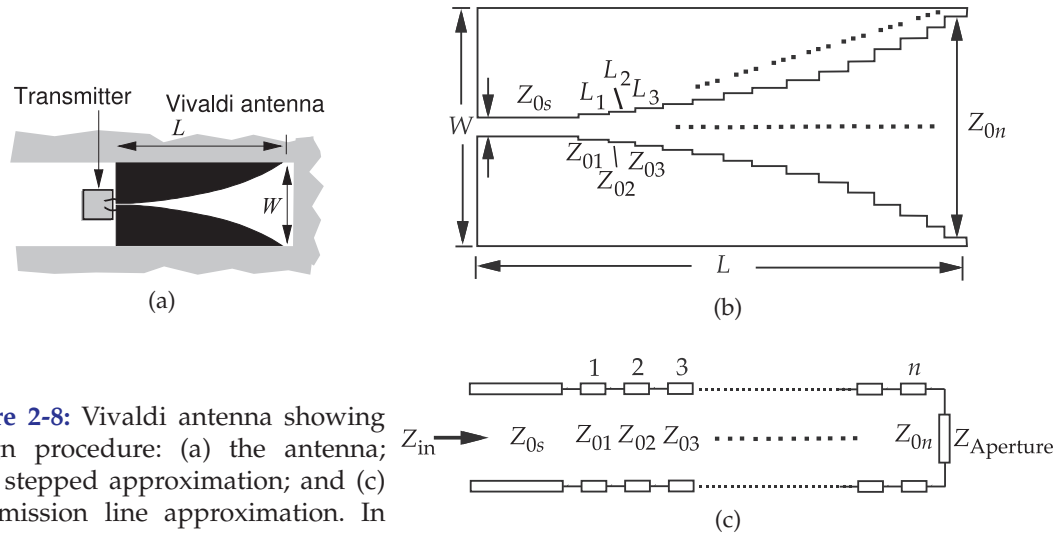 Transmitter
Vivaldi antenna
L
W
(a)
W
Z0s
L1
L2
L3
Z01
Z02
Z03
Z0n
L
(b)
1 2 3 n
Zin
Z0s Z01 Z02 Z03 Z0n ZAperture
(c)
re 2-8: Vivaldi antenna showing
n procedure: (a) the antenna;
stepped approximation; and (c)
mission line approximation. In